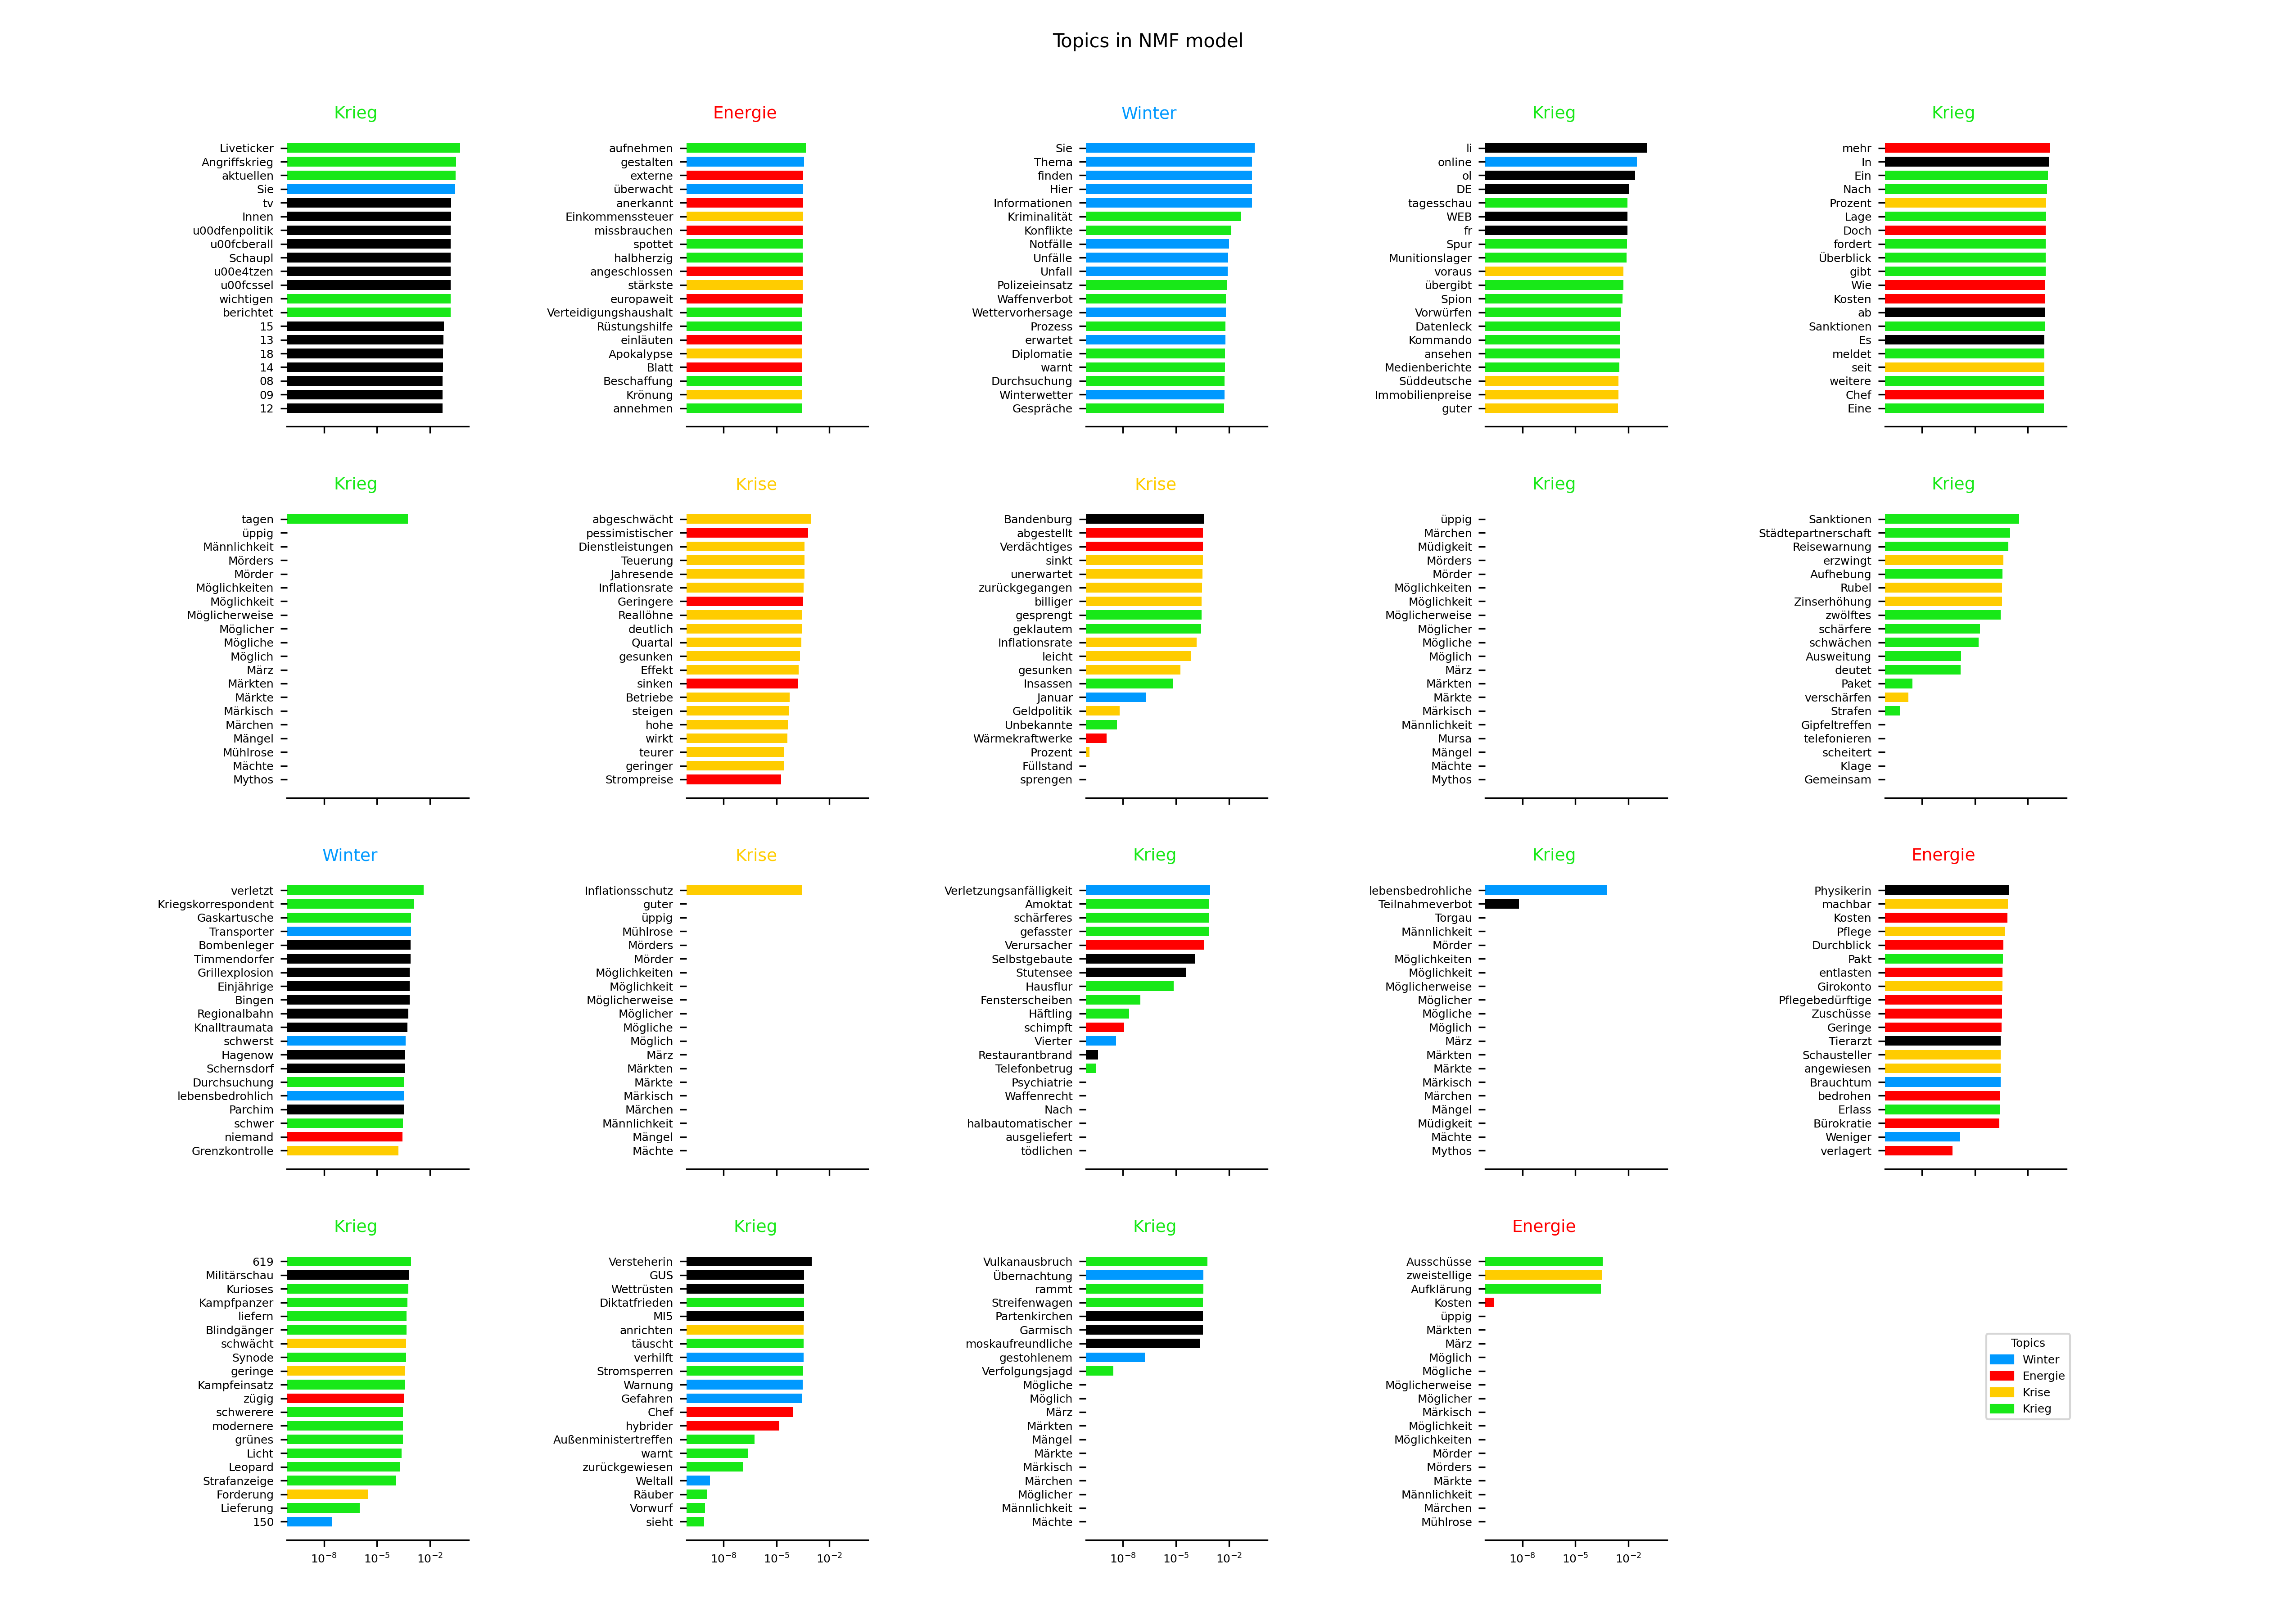 Topics in NMF model
Krieg
Liveticker
Angriffskrieg
aktuellen
Sie
tv
Innen
u00dfenpolitik
u00fcberall
Schaupl
u00e4tzen
u00fcssel
wichtigen
berichtet
15
13
18
14
08
09
12
Energie
aufnehmen
gestalten
externe
überwacht
anerkannt
Einkommenssteuer
missbrauchen
spottet
halbherzig
angeschlossen
stärkste
europaweit
Verteidigungshaushalt
Rüstungshilfe
einläuten
Apokalypse
Blatt
Beschaffung
Krönung
annehmen
Winter
Sie
Thema
finden
Hier
Informationen
Kriminalität
Konflikte
Notfälle
Unfälle
Unfall
Polizeieinsatz
Waffenverbot
Wettervorhersage
Prozess
erwartet
Diplomatie
warnt
Durchsuchung
Winterwetter
Gespräche
Krieg
li
online
ol
DE
tagesschau
WEB
fr
Spur
Munitionslager
voraus
übergibt
Spion
Vorwürfen
Datenleck
Kommando
ansehen
Medienberichte
Süddeutsche
Immobilienpreise
guter
Krieg
mehr
In
Ein
Nach
Prozent
Lage
Doch
fordert
Überblick
gibt
Wie
Kosten
ab
Sanktionen
Es
meldet
seit
weitere
Chef
Eine
Krieg
tagen
üppig
Männlichkeit
Mörders
Mörder
Möglichkeiten
Möglichkeit
Möglicherweise
Möglicher
Mögliche
Möglich
März
Märkten
Märkte
Märkisch
Märchen
Mängel
Mühlrose
Mächte
Mythos
Krise
abgeschwächt
pessimistischer
Dienstleistungen
Teuerung
Jahresende
Inflationsrate
Geringere
Reallöhne
deutlich
Quartal
gesunken
Effekt
sinken
Betriebe
steigen
hohe
wirkt
teurer
geringer
Strompreise
Krise
Bandenburg
abgestellt
Verdächtiges
sinkt
unerwartet
zurückgegangen
billiger
gesprengt
geklautem
Inflationsrate
leicht
gesunken
Insassen
Januar
Geldpolitik
Unbekannte
Wärmekraftwerke
Prozent
Füllstand
sprengen
Krieg
üppig
Märchen
Müdigkeit
Mörders
Mörder
Möglichkeiten
Möglichkeit
Möglicherweise
Möglicher
Mögliche
Möglich
März
Märkten
Märkte
Märkisch
Männlichkeit
Mursa
Mängel
Mächte
Mythos
Krieg
Sanktionen
Städtepartnerschaft
Reisewarnung
erzwingt
Aufhebung
Rubel
Zinserhöhung
zwölftes
schärfere
schwächen
Ausweitung
deutet
Paket
verschärfen
Strafen
Gipfeltreffen
telefonieren
scheitert
Klage
Gemeinsam
Winter
verletzt
Kriegskorrespondent
Gaskartusche
Transporter
Bombenleger
Timmendorfer
Grillexplosion
Einjährige
Bingen
Regionalbahn
Knalltraumata
schwerst
Hagenow
Schernsdorf
Durchsuchung
lebensbedrohlich
Parchim
schwer
niemand
Grenzkontrolle
Krise
Inflationsschutz
guter
üppig
Mühlrose
Mörders
Mörder
Möglichkeiten
Möglichkeit
Möglicherweise
Möglicher
Mögliche
Möglich
März
Märkten
Märkte
Märkisch
Märchen
Männlichkeit
Mängel
Mächte
Krieg
Verletzungsanfälligkeit
Amoktat
schärferes
gefasster
Verursacher
Selbstgebaute
Stutensee
Hausflur
Fensterscheiben
Häftling
schimpft
Vierter
Restaurantbrand
Telefonbetrug
Psychiatrie
Waffenrecht
Nach
halbautomatischer
ausgeliefert
tödlichen
Krieg
lebensbedrohliche
Teilnahmeverbot
Torgau
Männlichkeit
Mörder
Möglichkeiten
Möglichkeit
Möglicherweise
Möglicher
Mögliche
Möglich
März
Märkten
Märkte
Märkisch
Märchen
Mängel
Müdigkeit
Mächte
Mythos
Energie
Physikerin
machbar
Kosten
Pflege
Durchblick
Pakt
entlasten
Girokonto
Pflegebedürftige
Zuschüsse
Geringe
Tierarzt
Schausteller
angewiesen
Brauchtum
bedrohen
Erlass
Bürokratie
Weniger
verlagert
Krieg
619
Militärschau
Kurioses
Kampfpanzer
liefern
Blindgänger
schwächt
Synode
geringe
Kampfeinsatz
zügig
schwerere
modernere
grünes
Licht
Leopard
Strafanzeige
Forderung
Lieferung
150
10⁻⁸ 10⁻⁵ 10⁻²
Krieg
Versteherin
GUS
Wettrüsten
Diktatfrieden
MI5
anrichten
täuscht
verhilft
Stromsperren
Warnung
Gefahren
Chef
hybrider
Außenministertreffen
warnt
zurückgewiesen
Weltall
Räuber
Vorwurf
sieht
10⁻⁸ 10⁻⁵ 10⁻²
Krieg
Vulkanausbruch
Übernachtung
rammt
Streifenwagen
Partenkirchen
Garmisch
moskaufreundliche
gestohlenem
Verfolgungsjagd
Mögliche
Möglich
März
Märkten
Mängel
Märkte
Märkisch
Märchen
Möglicher
Männlichkeit
Mächte
10⁻⁸ 10⁻⁵ 10⁻²
Energie
Ausschüsse
zweistellige
Aufklärung
Kosten
üppig
Märkten
März
Möglich
Mögliche
Möglicherweise
Möglicher
Märkisch
Möglichkeit
Möglichkeiten
Mörder
Mörders
Märkte
Männlichkeit
Märchen
Mühlrose
10⁻⁸ 10⁻⁵ 10⁻²
Topics
Winter
Energie
Krise
Krieg